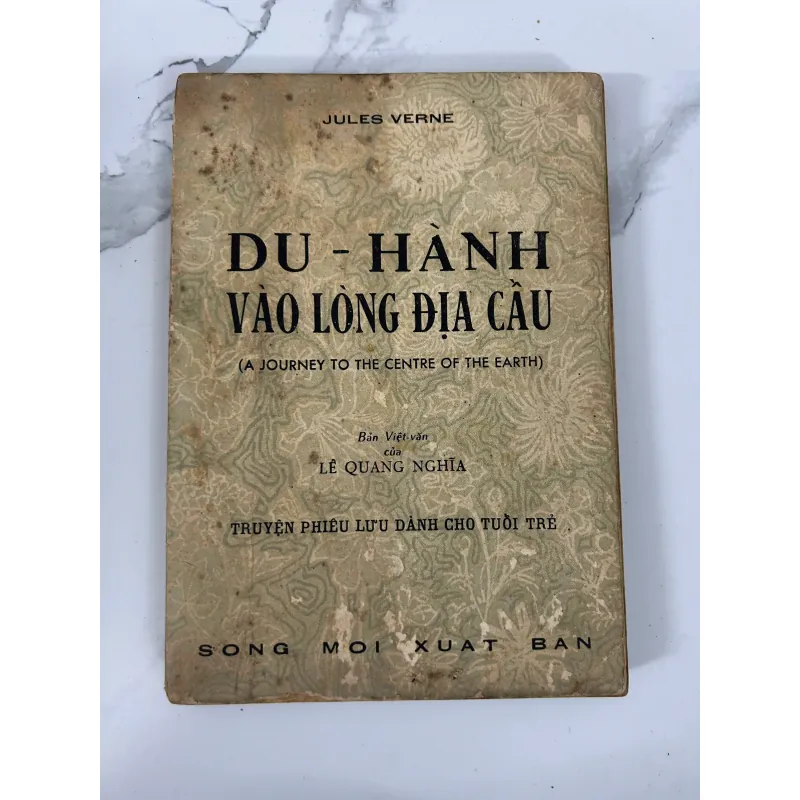 JULES VERNE
DU - HÀNH
VÀO LÒNG ĐỊA CẦU
(A JOURNEY TO THE CENTRE OF THE EARTH)
Bản Việt-văn
của
LÊ QUANG NGHĨA
TRUYỆN PHIÊU LƯU DÀNH CHO TUỔI TRẺ
SONG MOI XUAT BAN